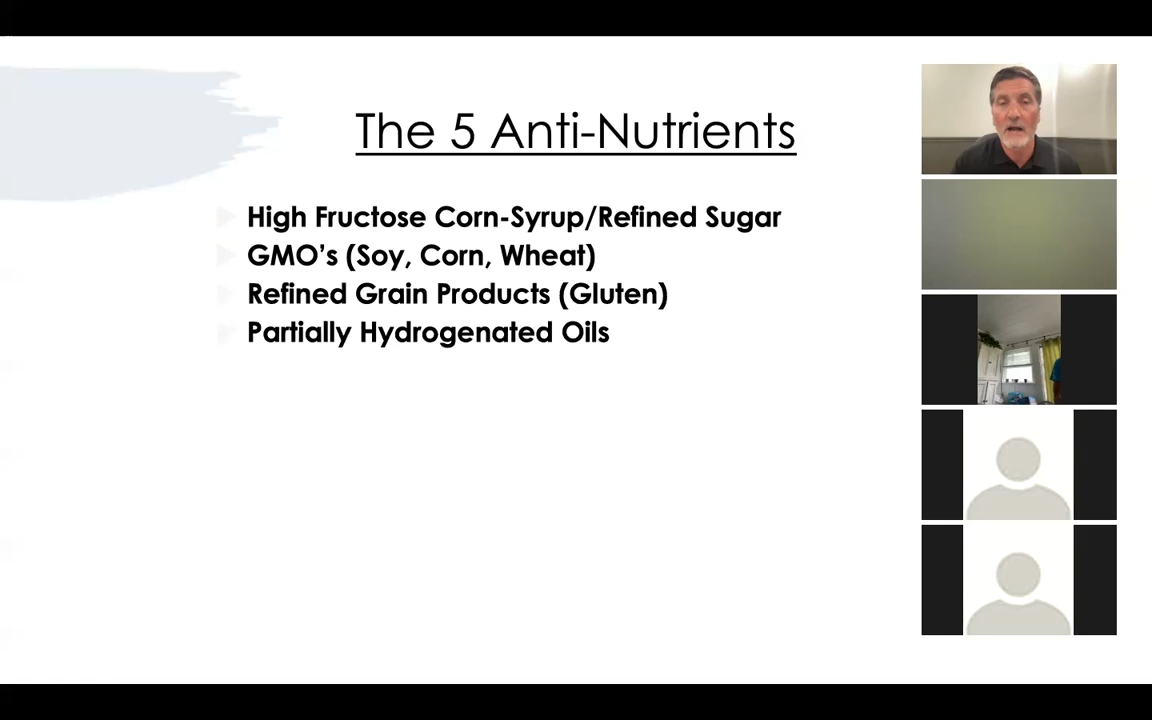 The 5 Anti-Nutrients
High Fructose Corn-Syrup/Refined Sugar
GMO’s (Soy, Corn, Wheat)
Refined Grain Products (Gluten)
Partially Hydrogenated Oils